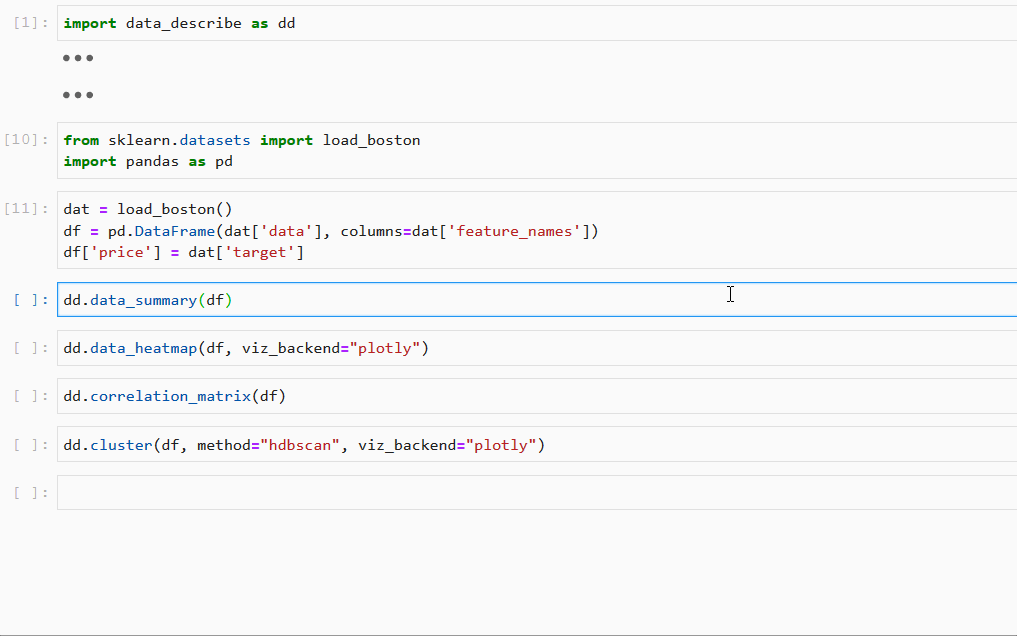 [1]: import data_describe as dd
•••
•••
[10]: from sklearn.datasets import load_boston
import pandas as pd
[11]: dat = load_boston()
df = pd.DataFrame(dat['data'], columns=dat['feature_names'])
df['price'] = dat['target']
[ ]: dd.data_summary(df)
[ ]: dd.data_heatmap(df, viz_backend="plotly")
[ ]: dd.correlation_matrix(df)
[ ]: dd.cluster(df, method="hdbscan", viz_backend="plotly")
[ ]: